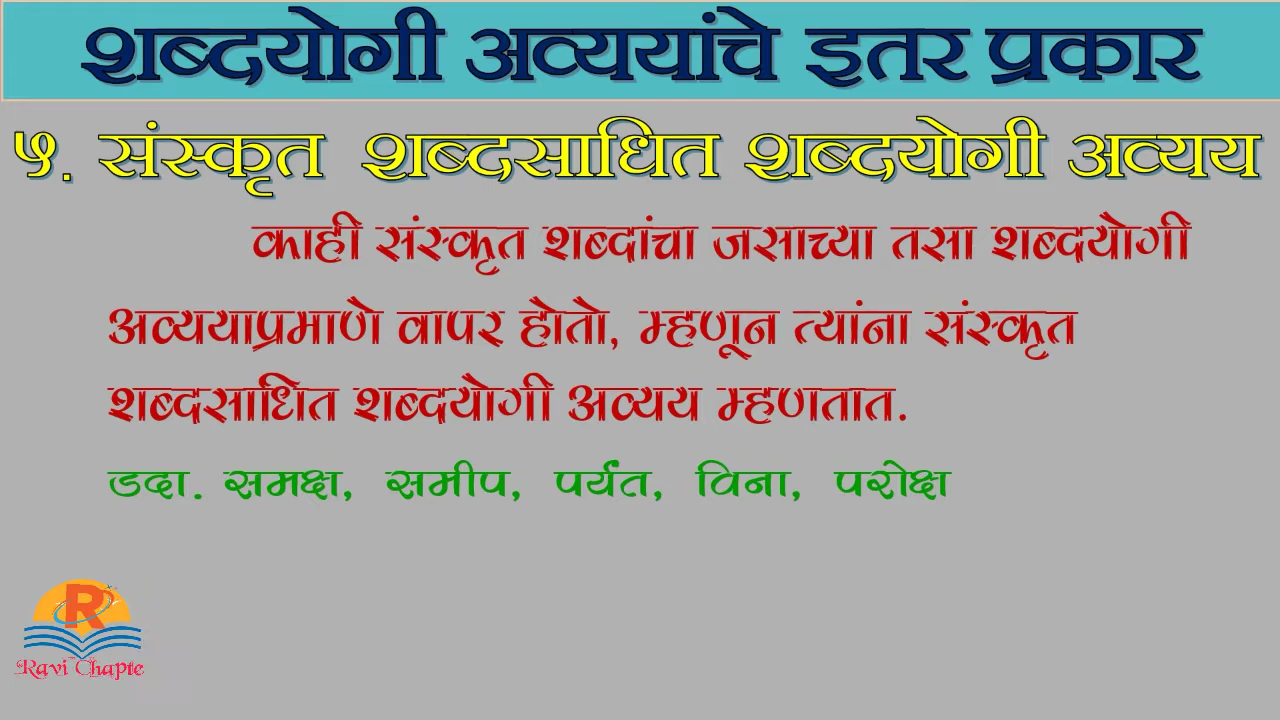 शब्दयोगी अव्ययांचे इतर प्रकार
५. संस्कृत शब्दसाधित शब्दयोगी अव्यय
काही संस्कृत शब्दांचा जसाच्या तसा शब्दयोगी
अव्ययाप्रमाणे वापर होतो, म्हणून त्यांना संस्कृत
शब्दसाधित शब्दयोगी अव्यय म्हणतात.
उदा. समक्ष, समीप, पर्यंत, विना, परोक्ष
R
Ravi Chapte